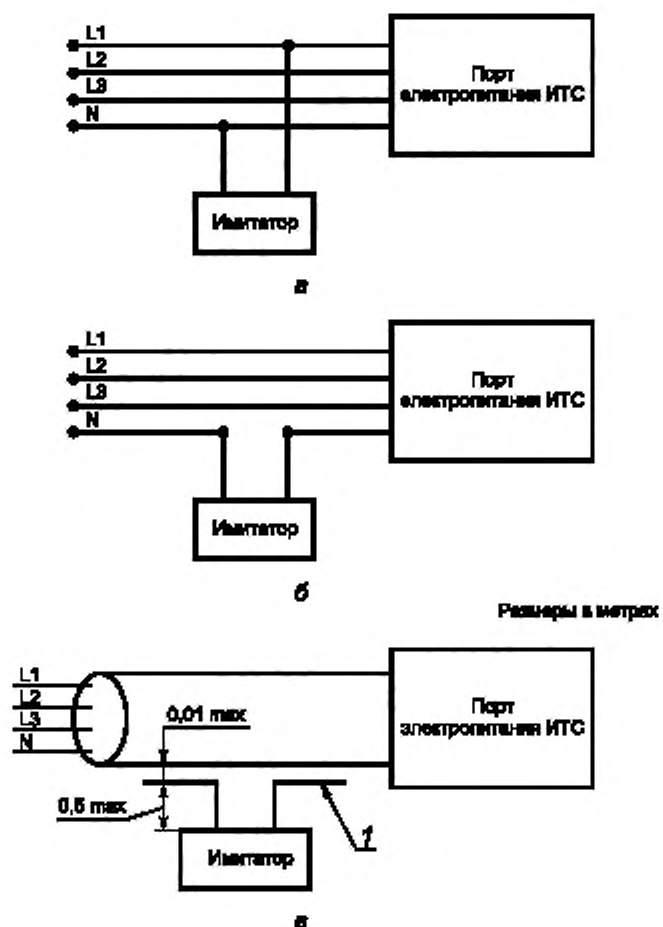 L1
L2
L3
N
Порт
электропитания ИТС
Имитатор
а
L1
L2
L3
N
Порт
электропитания ИТС
Имитатор
б
Размеры в метрах
L1
L2
L3
N
0,01 max
Порт
электропитания ИТС
0,5 max
1
Имитатор
в